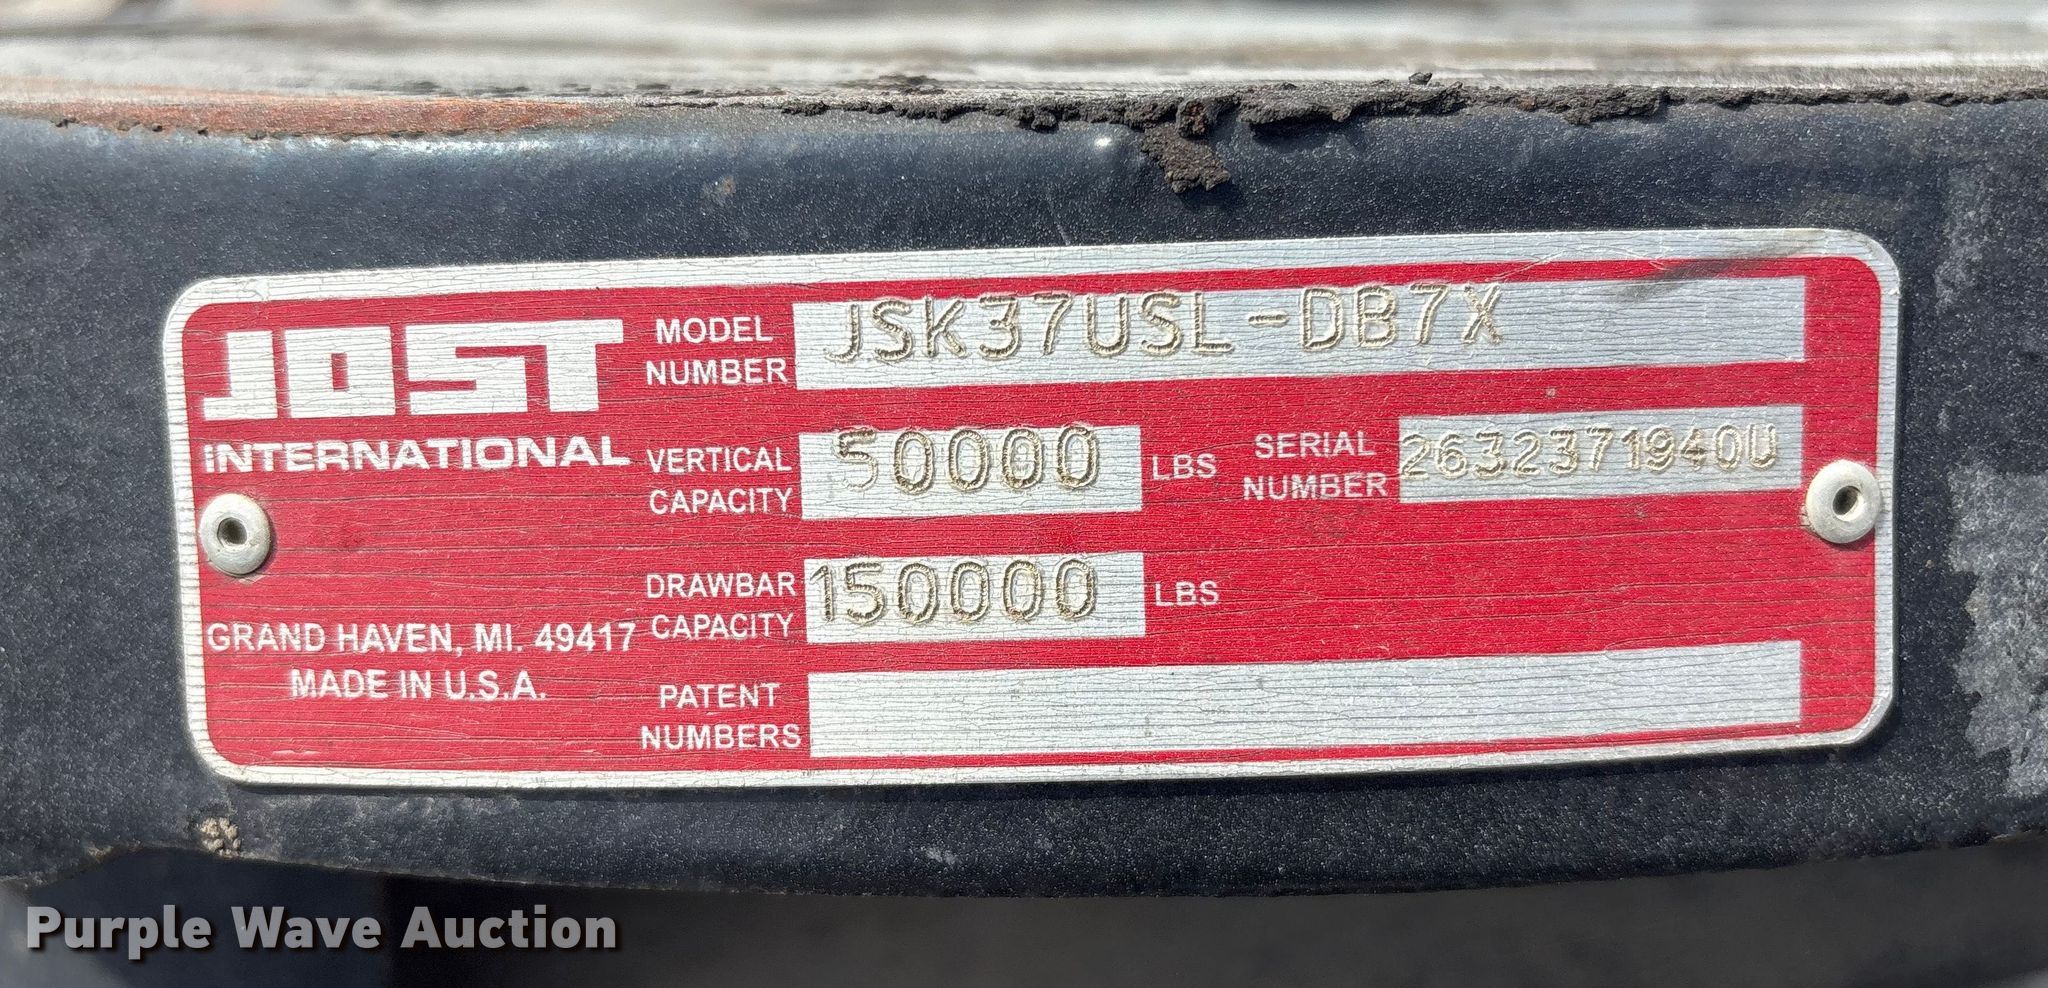 JOST
INTERNATIONAL
GRAND HAVEN, MI. 49417
MADE IN U.S.A.
MODEL
NUMBER
JSK37USL-DB7X
VERTICAL
CAPACITY
50000 LBS
SERIAL
NUMBER
2632371940U
DRAWBAR
CAPACITY
150000 LBS
PATENT
NUMBERS
Purple Wave Auction